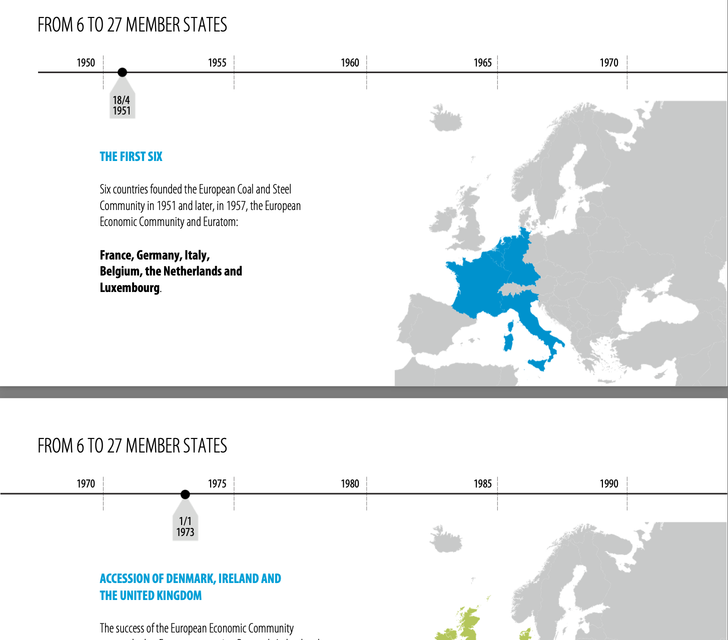 FROM 6 TO 27 MEMBER STATES
1950 1955 1960 1965 1970
18/4
1951
THE FIRST SIX
Six countries founded the European Coal and Steel
Community in 1951 and later, in 1957, the European
Economic Community and Euratom:
France, Germany, Italy,
Belgium, the Netherlands and
Luxembourg.
FROM 6 TO 27 MEMBER STATES
1970 1975 1980 1985 1990
1/1
1973
ACCESSION OF DENMARK, IRELAND AND
THE UNITED KINGDOM
The success of the European Economic Community